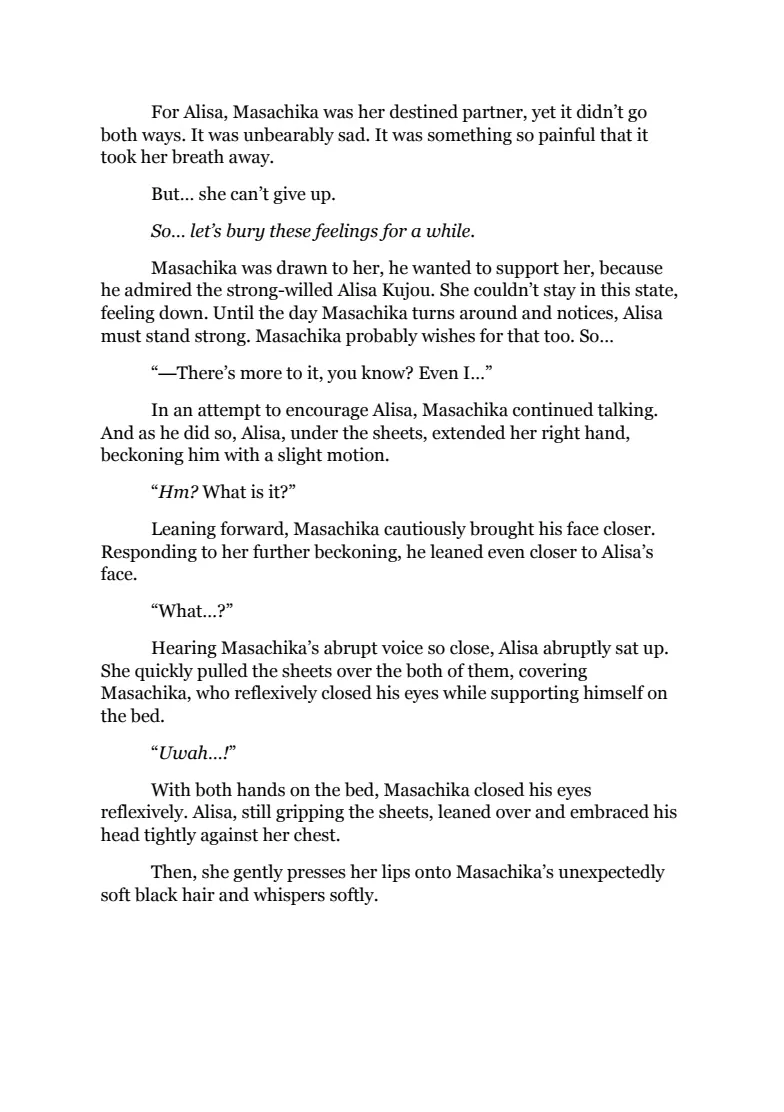 For Alisa, Masachika was her destined partner, yet it didn’t go
both ways. It was unbearably sad. It was something so painful that it
took her breath away.
But... she can’t give up.
So... let’s bury these feelings for a while.
Masachika was drawn to her, he wanted to support her, because
he admired the strong-willed Alisa Kujou. She couldn’t stay in this state,
feeling down. Until the day Masachika turns around and notices, Alisa
must stand strong. Masachika probably wishes for that too. So...
“—There’s more to it, you know? Even I...”
In an attempt to encourage Alisa, Masachika continued talking.
And as he did so, Alisa, under the sheets, extended her right hand,
beckoning him with a slight motion.
“Hm? What is it?”
Leaning forward, Masachika cautiously brought his face closer.
Responding to her further beckoning, he leaned even closer to Alisa’s
face.
“What...?”
Hearing Masachika’s abrupt voice so close, Alisa abruptly sat up.
She quickly pulled the sheets over the both of them, covering
Masachika, who reflexively closed his eyes while supporting himself on
the bed.
“Uwah...!”
With both hands on the bed, Masachika closed his eyes
reflexively. Alisa, still gripping the sheets, leaned over and embraced his
head tightly against her chest.
Then, she gently presses her lips onto Masachika’s unexpectedly
soft black hair and whispers softly.